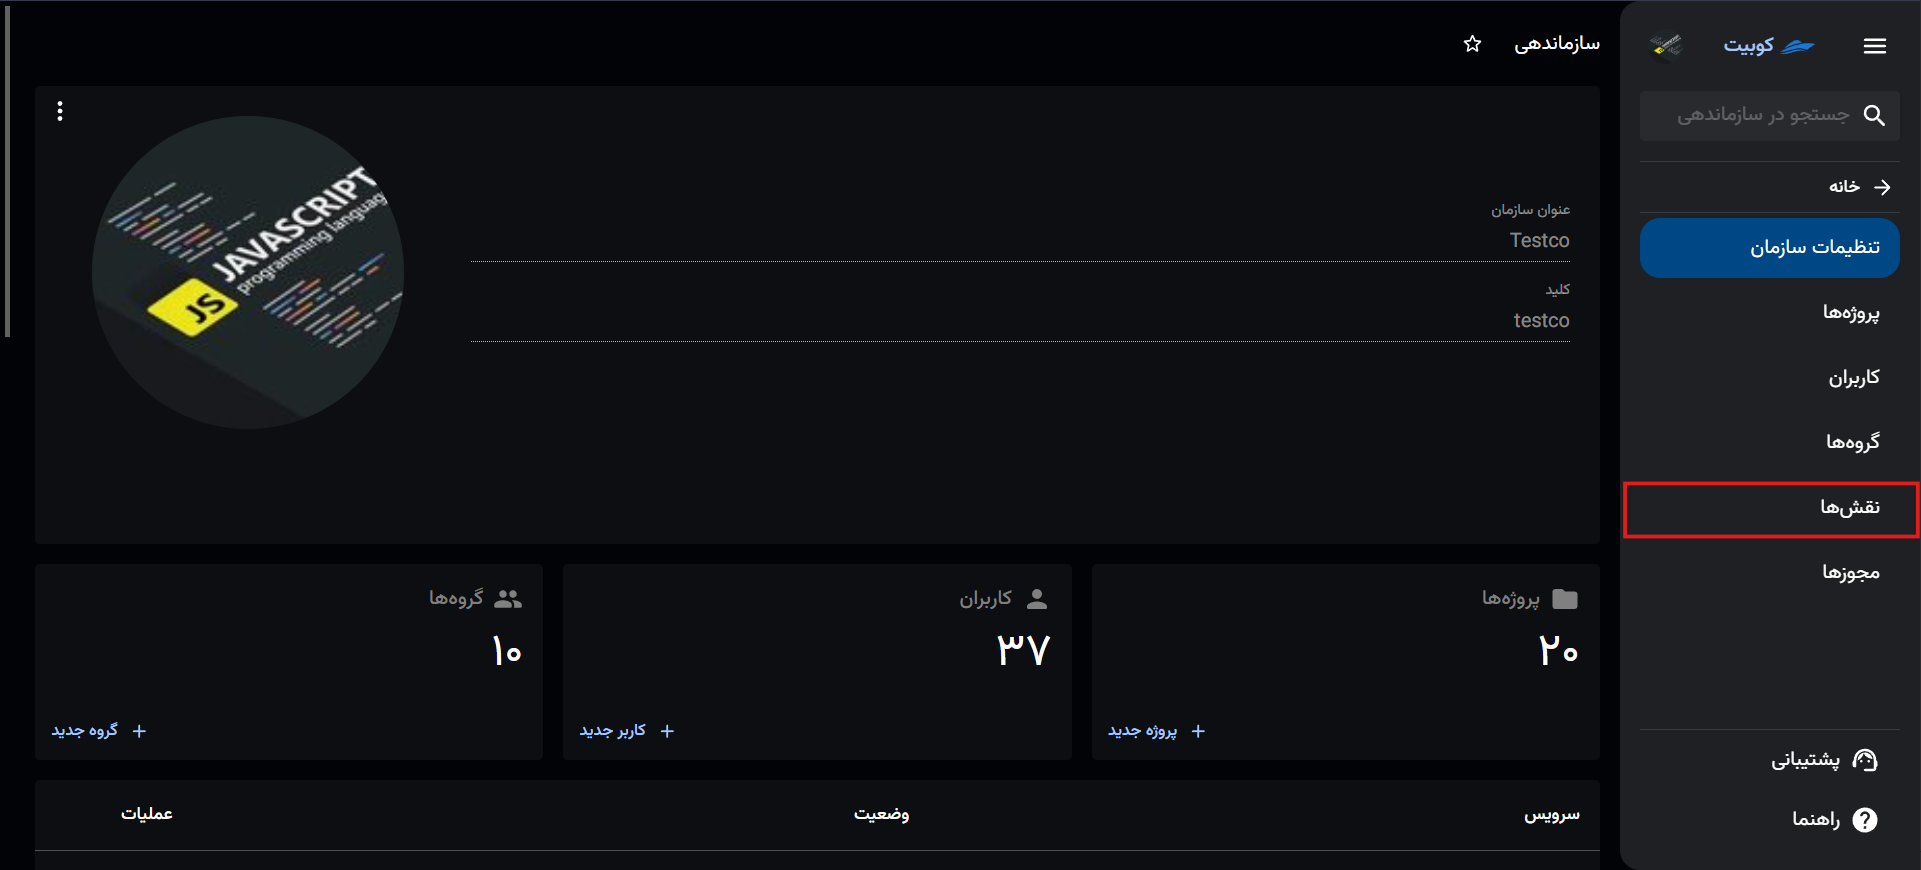 کوبیت
جستجو در سازماندهی
خانه
تنظیمات سازمان
پروژه‌ها
کاربران
گروه‌ها
نقش‌ها
مجوزها
پشتیبانی
راهنما
سازماندهی
عنوان سازمان
Testco
کلید
testco
JAVASCRIPT
programming languag
JS
پروژه‌ها
۲۰
پروژه جدید
کاربران
۳۷
کاربر جدید
گروه‌ها
۱۰
گروه جدید
سرویس وضعیت عملیات